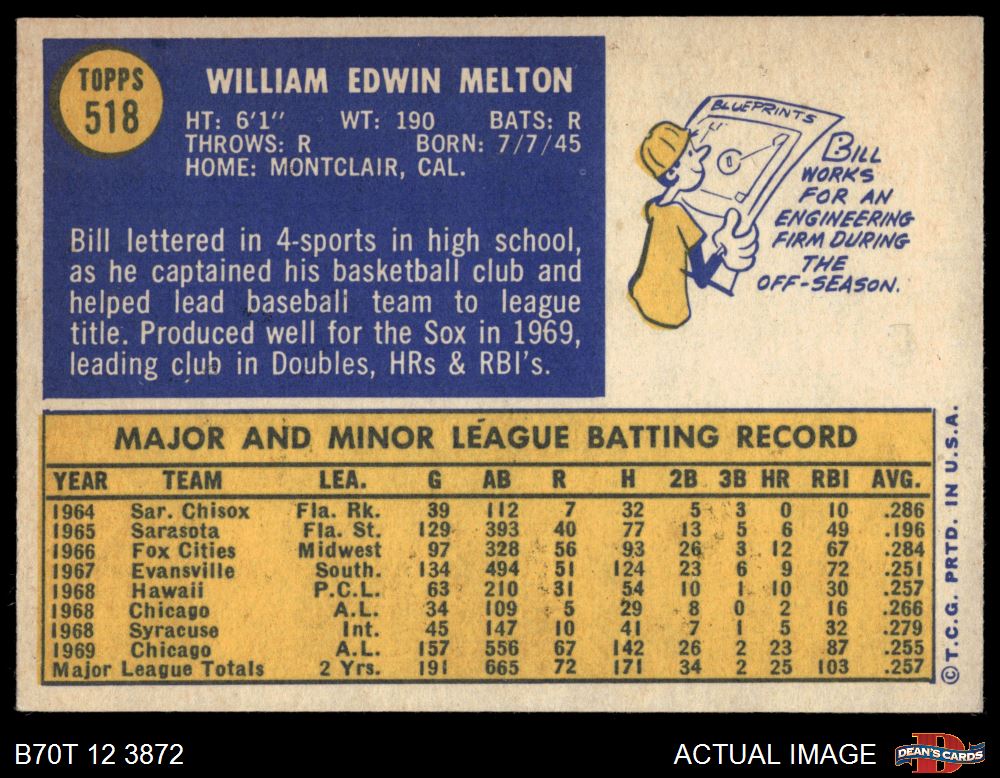 TOPPS
518
WILLIAM EDWIN MELTON
HT: 6'1" WT: 190 BATS: R
THROWS: R BORN: 7/7/45
HOME: MONTCLAIR, CAL.
Bill lettered in 4-sports in high school,
as he captained his basketball club and
helped lead baseball team to league
title. Produced well for the Sox in 1969,
leading club in Doubles, HRs & RBI's.
BLUEPRINTS
BILL
WORKS
FOR AN
ENGINEERING
FIRM DURING
THE
OFF-SEASON.
MAJOR AND MINOR LEAGUE BATTING RECORD
YEAR TEAM LEA. G AB R H 2B 3B HR RBI AVG.
1964 Sar. Chisox Fla. Rk. 39 112 7 32 5 3 0 10 .286
1965 Sarasota Fla. St. 129 393 40 77 13 5 6 49 .196
1966 Fox Cities Midwest 97 328 56 93 26 3 12 67 .284
1967 Evansville South. 134 494 51 124 23 6 9 72 .251
1968 Hawaii P.C.L. 63 210 31 54 10 1 10 30 .257
1968 Chicago A.L. 34 109 5 29 8 0 2 16 .266
1968 Syracuse Int. 45 147 10 41 7 1 5 32 .279
1969 Chicago A.L. 157 556 67 142 26 2 23 87 .255
Major League Totals 2 Yrs. 191 665 72 171 34 2 25 103 .257
© T.C.G. PRTD. IN U.S.A.
B70T 12 3872
ACTUAL IMAGE
DEAN'S CARDS